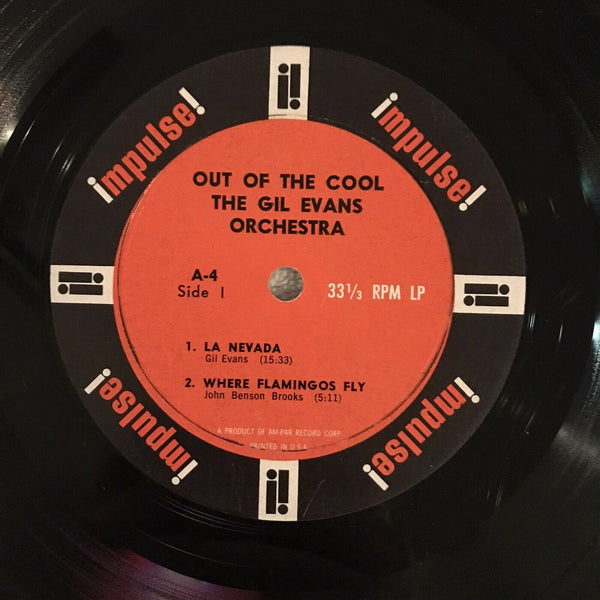 impulse!
impulse!
OUT OF THE COOL
THE GIL EVANS
ORCHESTRA
A-4
Side I
33 1/3 RPM LP
1. LA NEVADA
Gil Evans (15:33)
2. WHERE FLAMINGOS FLY
John Benson Brooks (5:11)
A PRODUCT OF AM-PAR RECORD CORP.
PRINTED IN U.S.A.
impulse!
impulse!